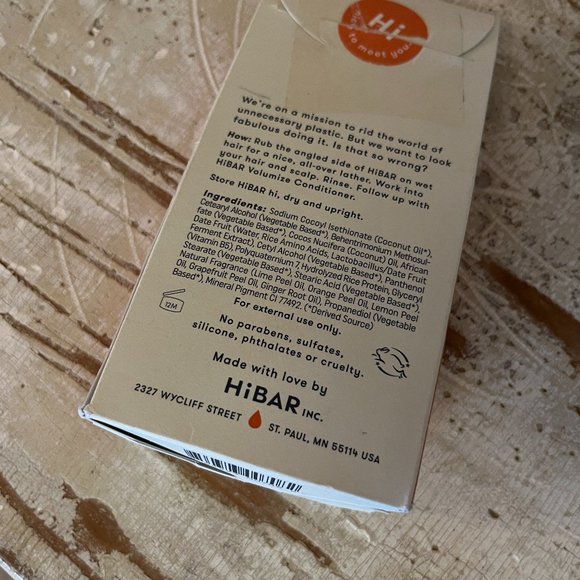 Hi
to meet you
We're on a mission to rid the world of
unnecessary plastic. But we want to look
fabulous doing it. Is that so wrong?
How: Rub the angled side of HiBAR on wet
hair for a nice, all-over lather. Work into
your hair and scalp. Rinse. Follow up with
HiBAR Volumize Conditioner.
Store HiBAR hi, dry and upright.
Ingredients: Sodium Cocoyl Isethionate (Coconut Oil*),
Cetearyl Alcohol (Vegetable Based*), Behentrimonium Methosul-
fate (Vegetable Based*), Cocos Nucifera (Coconut) Oil, African
Date Fruit (Water, Rice Amino Acids, Lactobacillus/Date Fruit
Ferment Extract), Cetyl Alcohol (Vegetable Based*), Panthenol
(Vitamin B5), Polyquaternium 7, Hydrolyzed Rice Protein, Glyceryl
Stearate (Vegetable Based*), Stearic Acid (Vegetable Based*),
Natural Fragrance (Lime Peel Oil, Orange Peel Oil, Lemon Peel
Oil, Grapefruit Peel Oil, Ginger Root Oil), Propanediol (Vegetable
Based*), Mineral Pigment CI 77492. (*Derived Source)
For external use only.
12M
No parabens, sulfates,
silicone, phthalates or cruelty.
Made with love by
HiBAR INC.
2327 WYCLIFF STREET ST. PAUL, MN 55114 USA